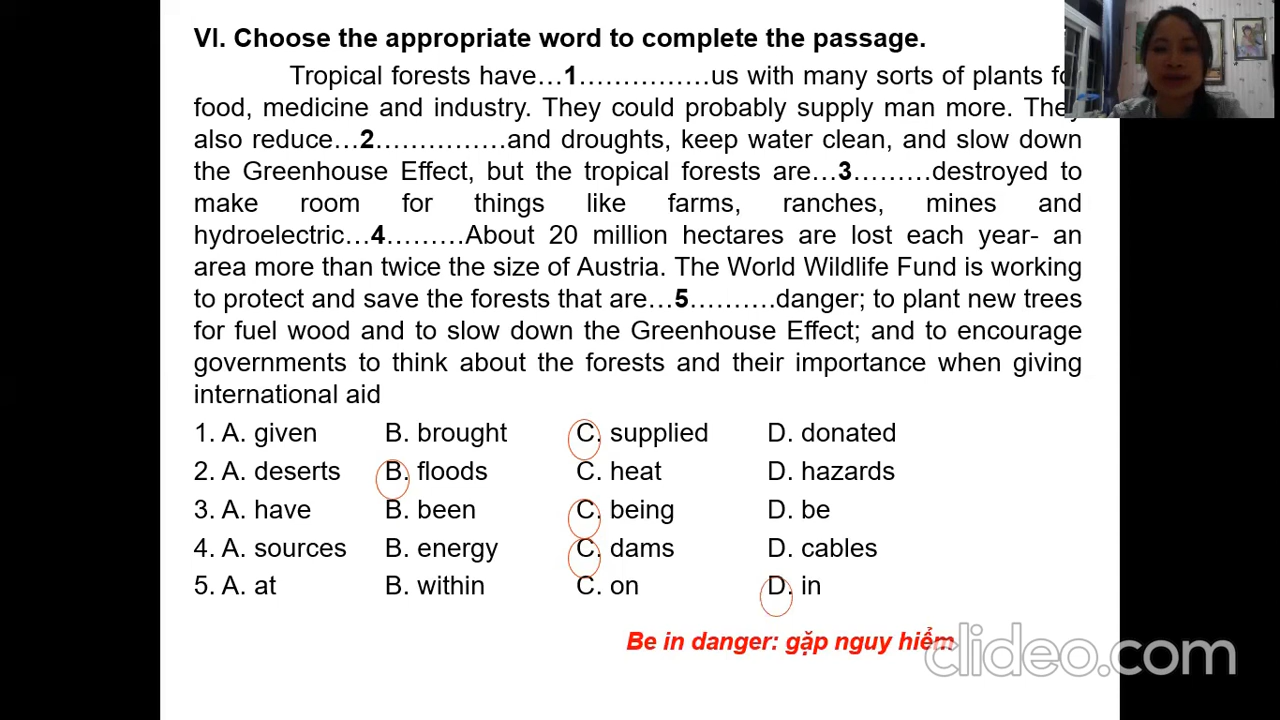 VI. Choose the appropriate word to complete the passage.
Tropical forests have…1……………us with many sorts of plants
food, medicine and industry. They could probably supply man more. They
also reduce…2……………and droughts, keep water clean, and slow down
the Greenhouse Effect, but the tropical forests are…3………destroyed to
make room for things like farms, ranches, mines and
hydroelectric…4………About 20 million hectares are lost each year- an
area more than twice the size of Austria. The World Wildlife Fund is working
to protect and save the forests that are…5……….danger; to plant new trees
for fuel wood and to slow down the Greenhouse Effect; and to encourage
governments to think about the forests and their importance when giving
international aid
1. A. given B. brought C. supplied D. donated
2. A. deserts B. floods C. heat D. hazards
3. A. have B. been C. being D. be
4. A. sources B. energy C. dams D. cables
5. A. at B. within C. on D. in
Be in danger: gặp nguy hiểm
clideo.com